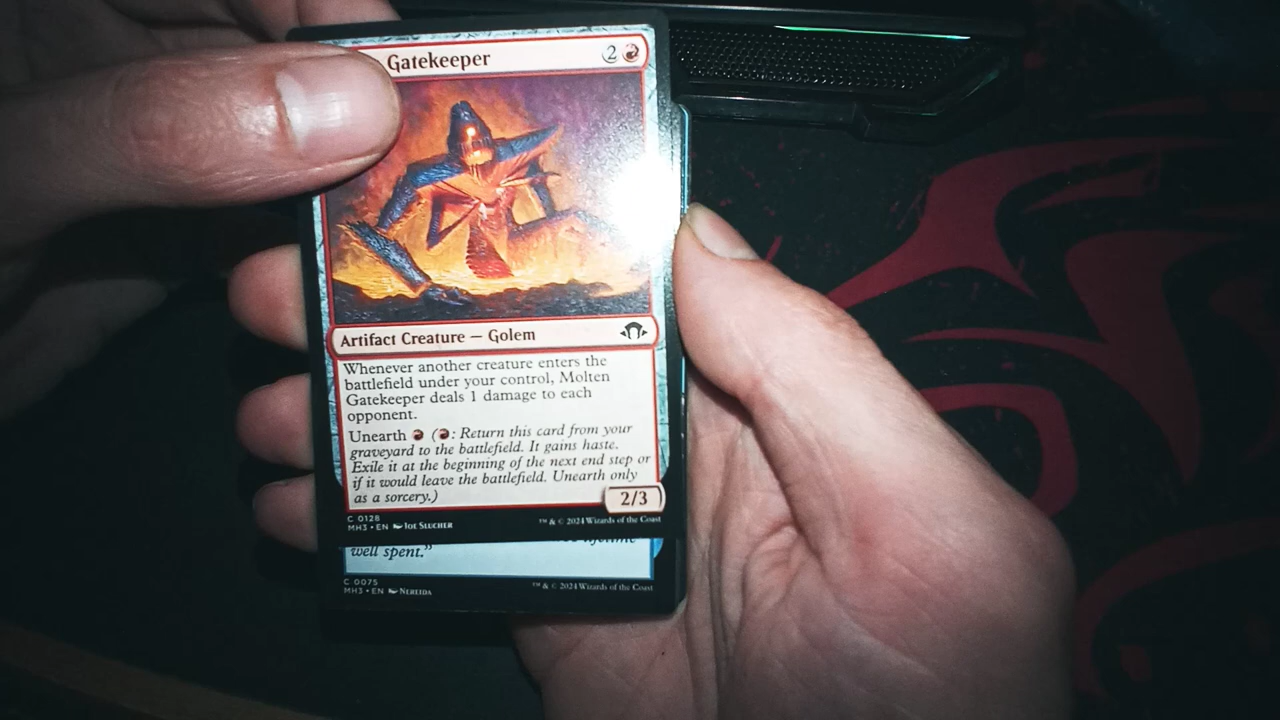 Gatekeeper 2
Artifact Creature — Golem
Whenever another creature enters the
battlefield under your control, Molten
Gatekeeper deals 1 damage to each
opponent.
Unearth (: Return this card from your
graveyard to the battlefield. It gains haste.
Exile it at the beginning of the next end step or
if it would leave the battlefield. Unearth only
as a sorcery.)
2/3
C 0128
MH3 • EN Joe Slucher ™ & © 2024 Wizards of the Coast
well spent.”
C 0075
MH3 • EN Nereida ™ & © 2024 Wizards of the Coast